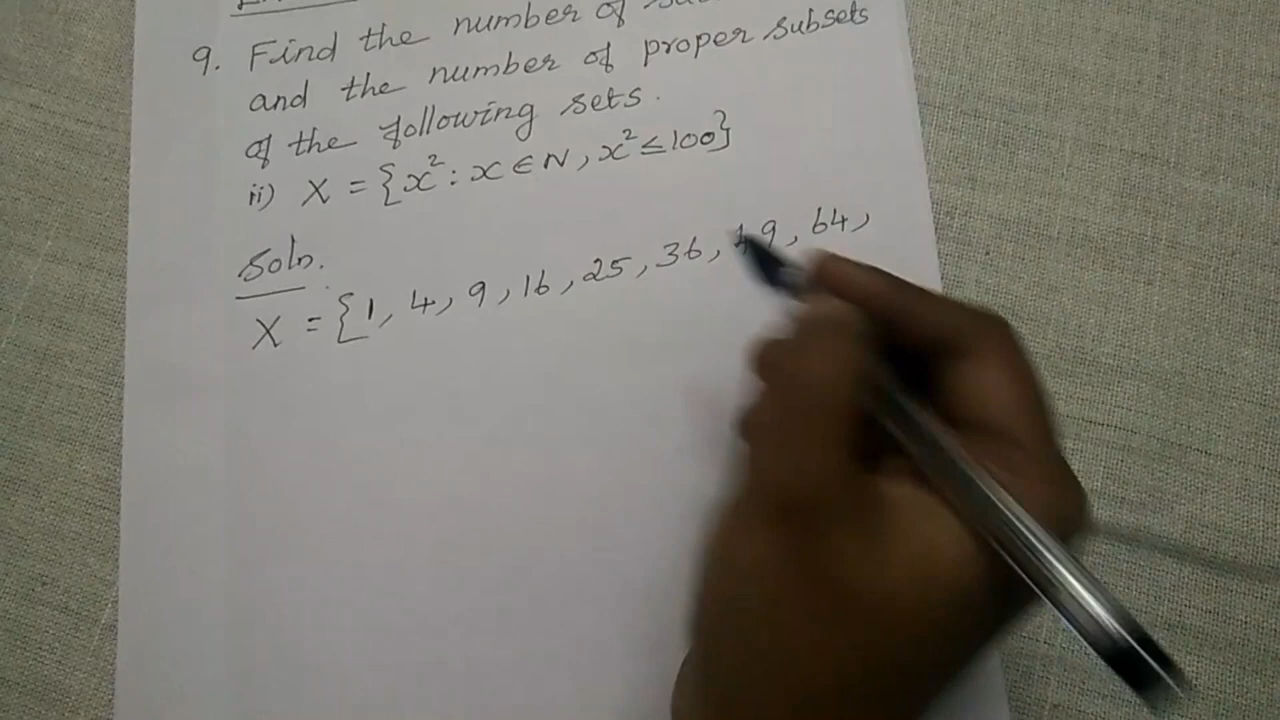 9. Find the number of
and the number of proper subsets
of the following sets.
ii) X = {x² : x ∈ N, x² ≤ 100}
Soln.
X = {1, 4, 9, 16, 25, 36, 49, 64,